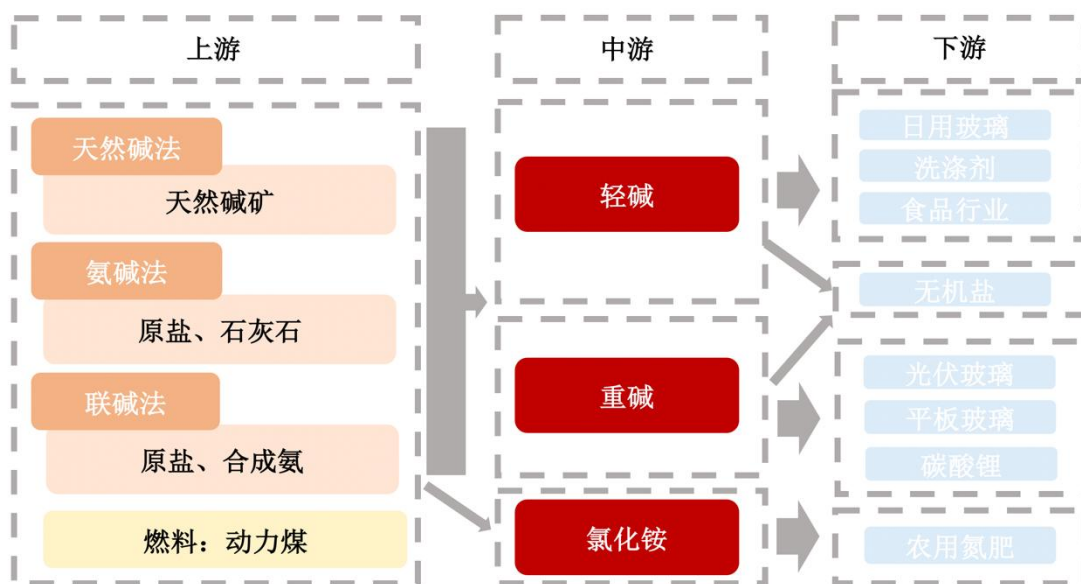 上游
中游
下游
天然碱法
天然碱矿
氨碱法
原盐、石灰石
联碱法
原盐、合成氨
燃料：动力煤
轻碱
重碱
氯化铵
日用玻璃
洗涤剂
食品行业
无机盐
光伏玻璃
平板玻璃
碳酸锂
农用氮肥